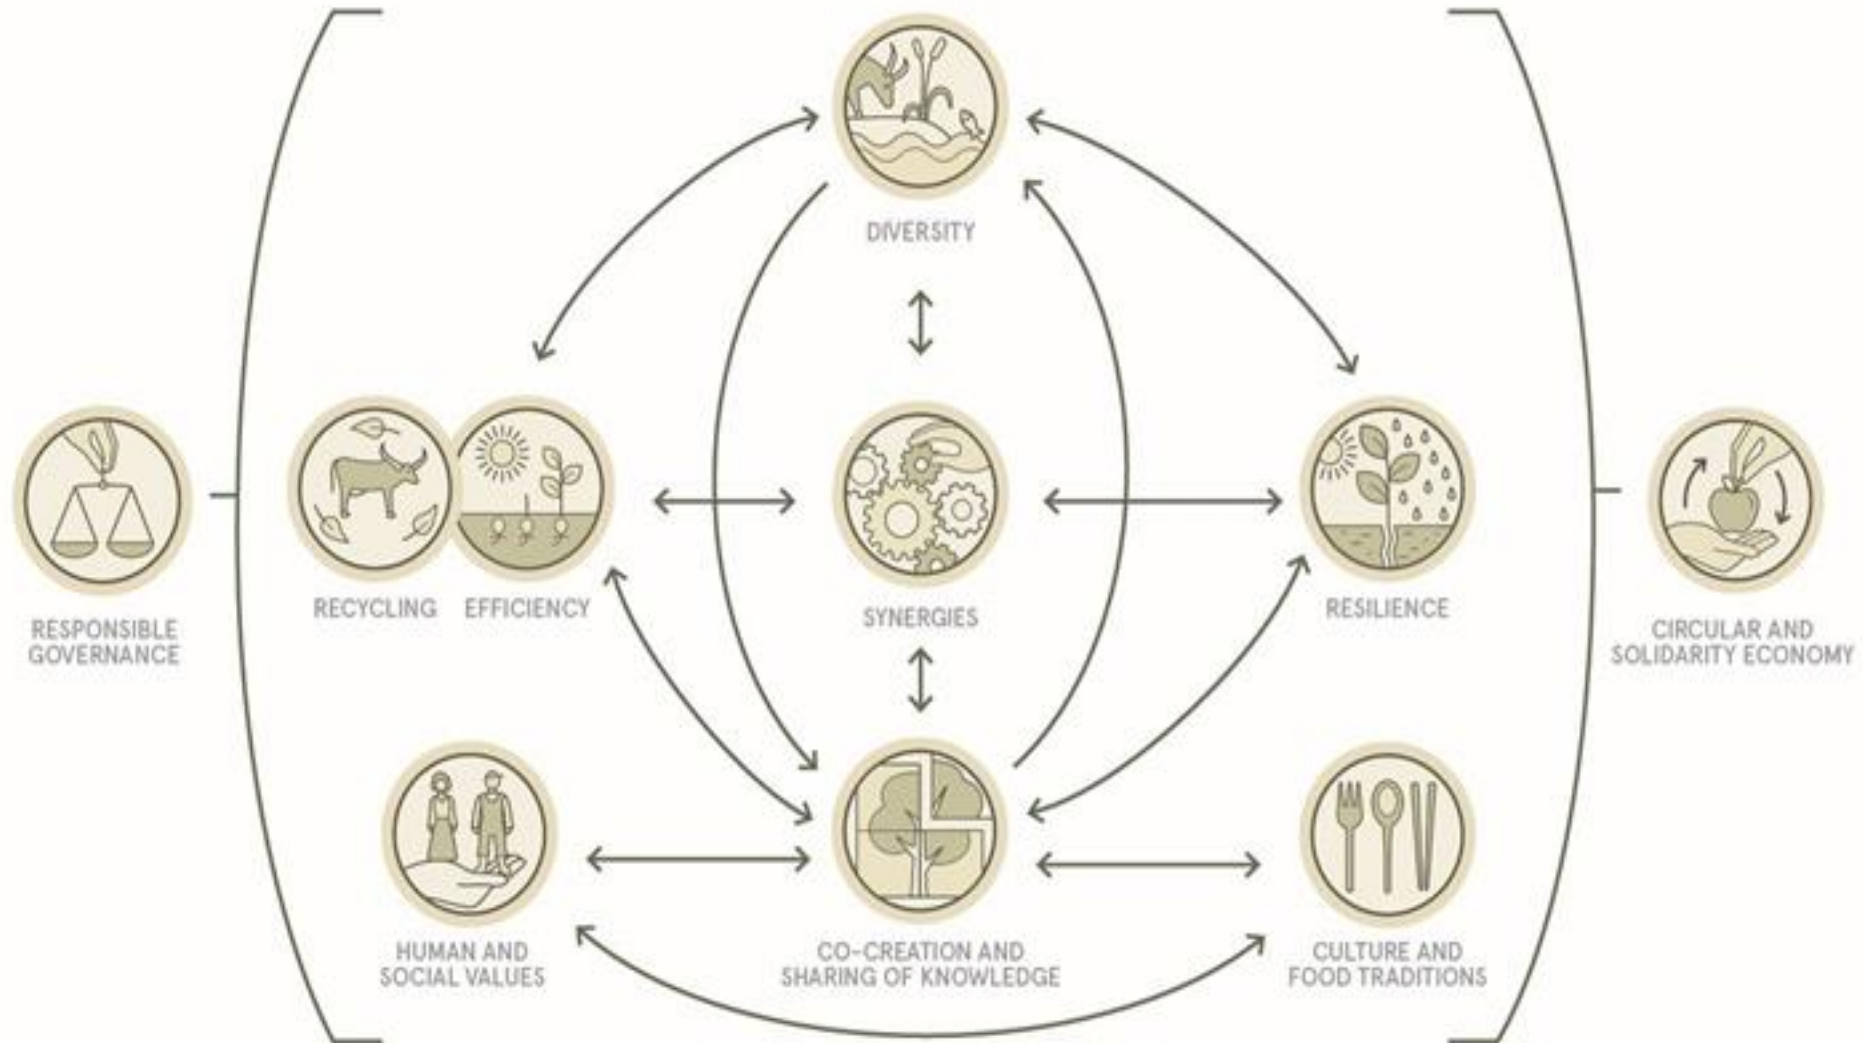 DIVERSITY
RECYCLING
EFFICIENCY
SYNERGIES
RESILIENCE
RESPONSIBLE
GOVERNANCE
CIRCULAR AND
SOLIDARITY ECONOMY
HUMAN AND
SOCIAL VALUES
CO-CREATION AND
SHARING OF KNOWLEDGE
CULTURE AND
FOOD TRADITIONS